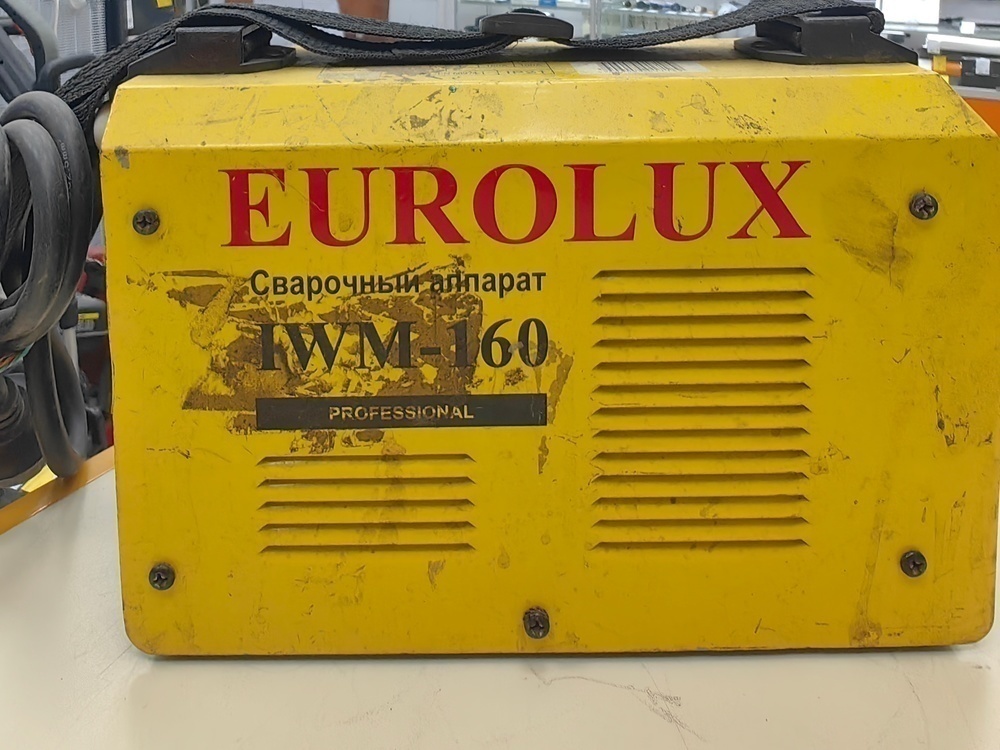 EUROLUX
Сварочный аппарат
IWM-160
PROFESSIONAL